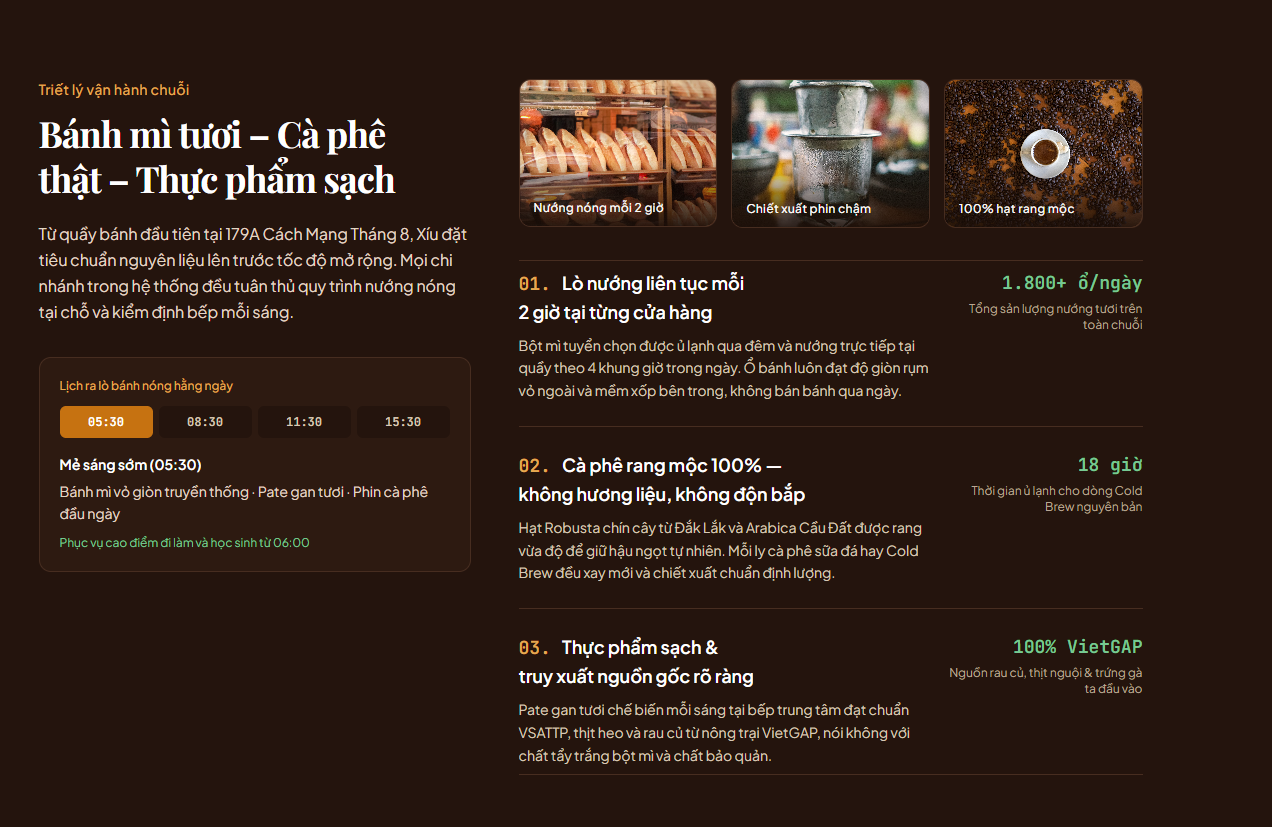 Triết lý vận hành chuỗi
Bánh mì tươi – Cà phê
thật – Thực phẩm sạch
Từ quầy bánh đầu tiên tại 179A Cách Mạng Tháng 8, Xíu đặt
tiêu chuẩn nguyên liệu lên trước tốc độ mở rộng. Mọi chi
nhánh trong hệ thống đều tuân thủ quy trình nướng nóng
tại chỗ và kiểm định bếp mỗi sáng.
Lịch ra lò bánh nóng hằng ngày
05:30 08:30 11:30 15:30
Mẻ sáng sớm (05:30)
Bánh mì vỏ giòn truyền thống · Pate gan tươi · Phin cà phê
đầu ngày
Phục vụ cao điểm đi làm và học sinh từ 06:00
Nướng nóng mỗi 2 giờ
Chiết xuất phin chậm
100% hạt rang mộc
01. Lò nướng liên tục mỗi
2 giờ tại từng cửa hàng
Bột mì tuyển chọn được ủ lạnh qua đêm và nướng trực tiếp tại
quầy theo 4 khung giờ trong ngày. Ổ bánh luôn đạt độ giòn rụm
vỏ ngoài và mềm xốp bên trong, không bán bánh qua ngày.
1.800+ ổ/ngày
Tổng sản lượng nướng tươi trên
toàn chuỗi
02. Cà phê rang mộc 100% —
không hương liệu, không độn bắp
Hạt Robusta chín cây từ Đắk Lắk và Arabica Cầu Đất được rang
vừa độ để giữ hậu ngọt tự nhiên. Mỗi ly cà phê sữa đá hay Cold
Brew đều xay mới và chiết xuất chuẩn định lượng.
18 giờ
Thời gian ủ lạnh cho dòng Cold
Brew nguyên bản
03. Thực phẩm sạch &
truy xuất nguồn gốc rõ ràng
Pate gan tươi chế biến mỗi sáng tại bếp trung tâm đạt chuẩn
VSATTP, thịt heo và rau củ từ nông trại VietGAP, nói không với
chất tẩy trắng bột mì và chất bảo quản.
100% VietGAP
Nguồn rau củ, thịt nguội & trứng gà
ta đầu vào